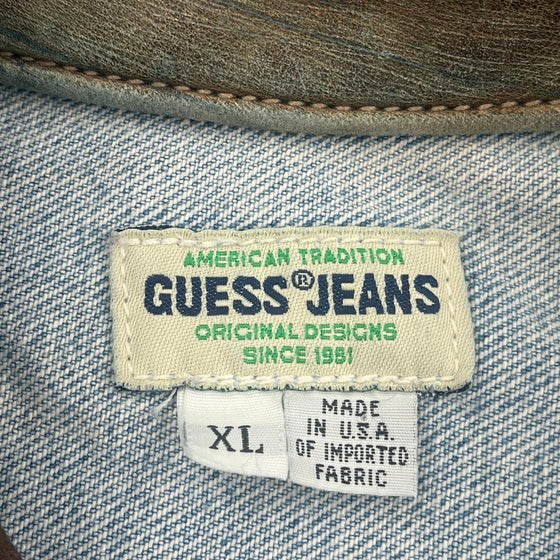 AMERICAN TRADITION
GUESS® JEANS
ORIGINAL DESIGNS
SINCE 1981
XL
MADE
IN U.S.A.
OF IMPORTED
FABRIC